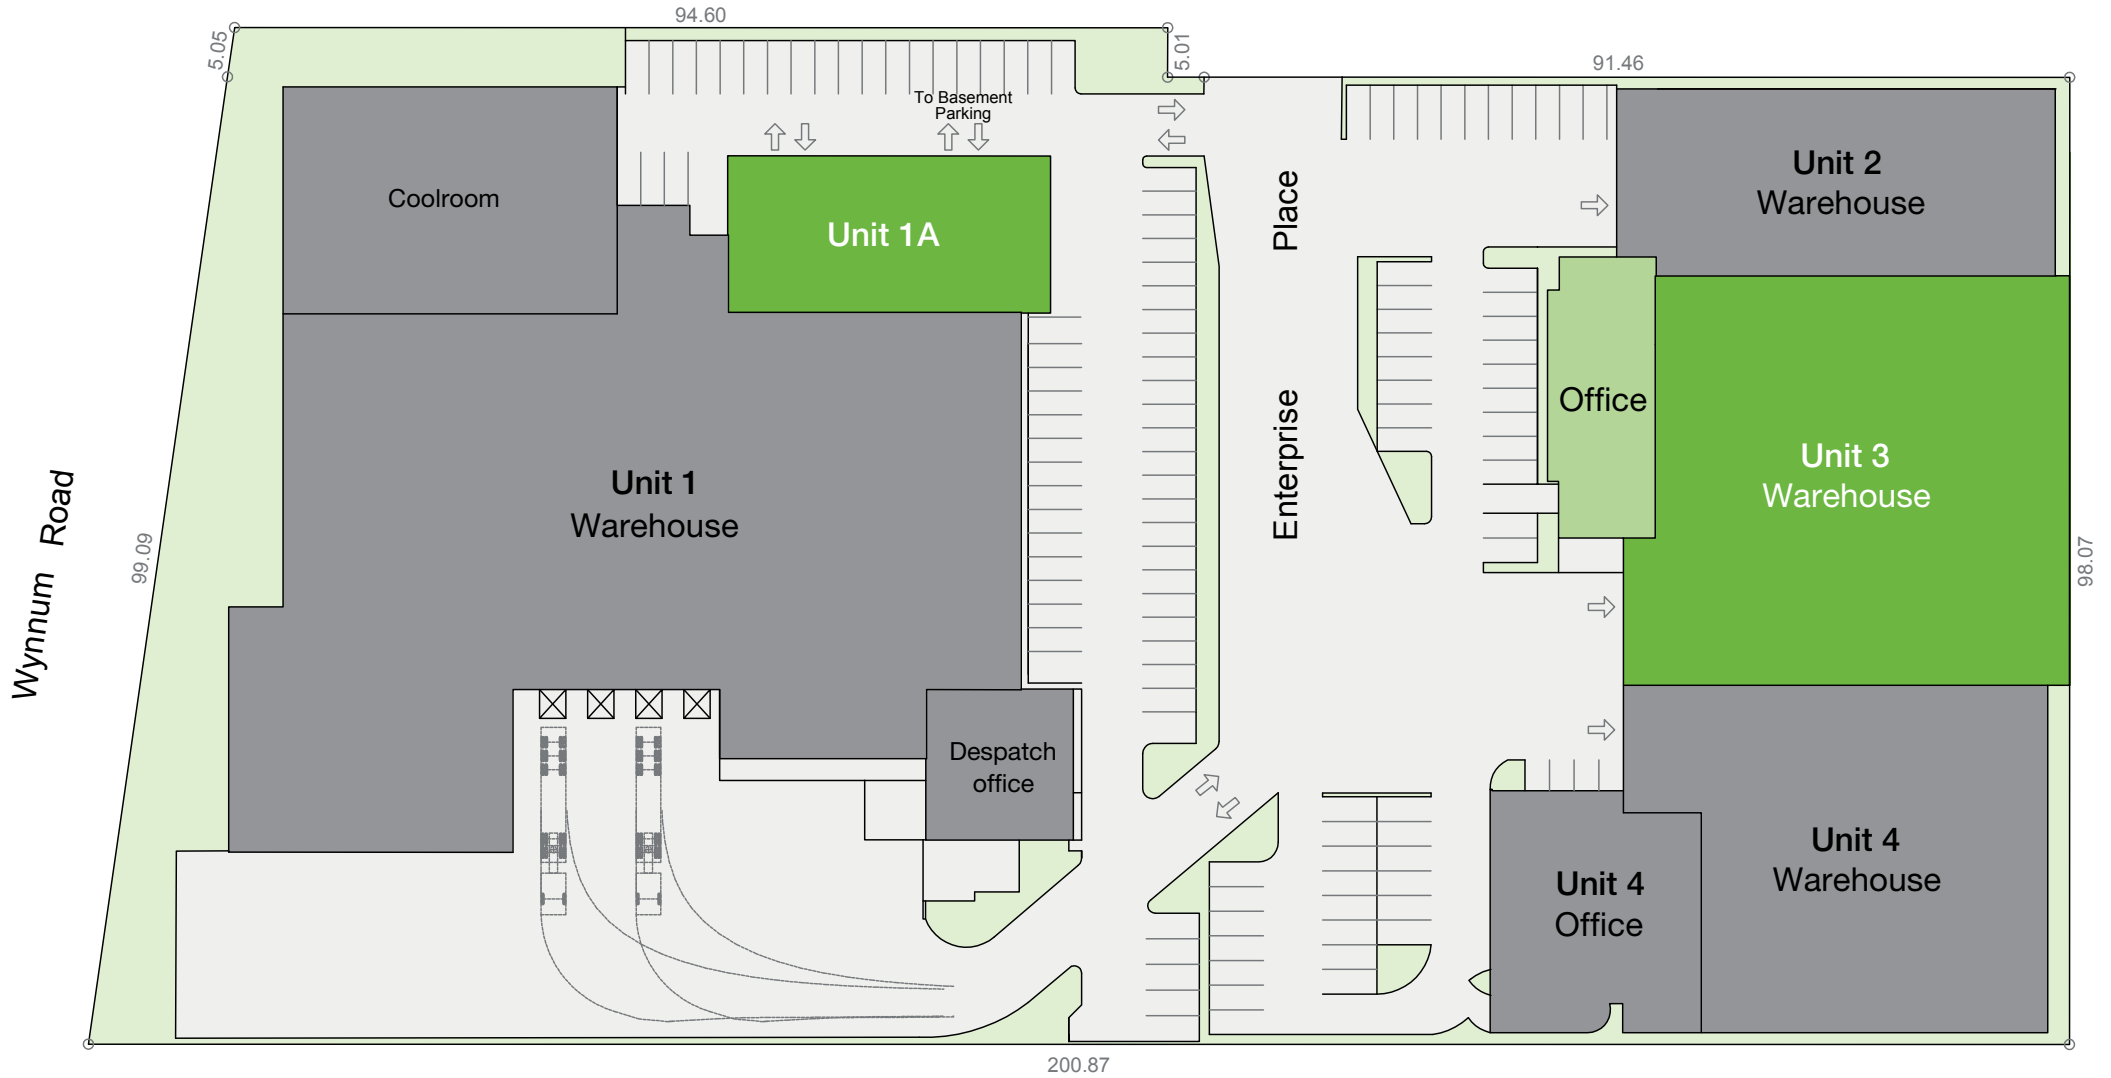 94.60
5.05
5.01
91.46
To Basement
Parking
Coolroom
Unit 1A
Place
Unit 2
Warehouse
Office
Enterprise
Unit 3
Warehouse
Unit 1
Warehouse
Wynnum Road
99.09
98.07
Despatch
office
Unit 4
Warehouse
Unit 4
Office
200.87